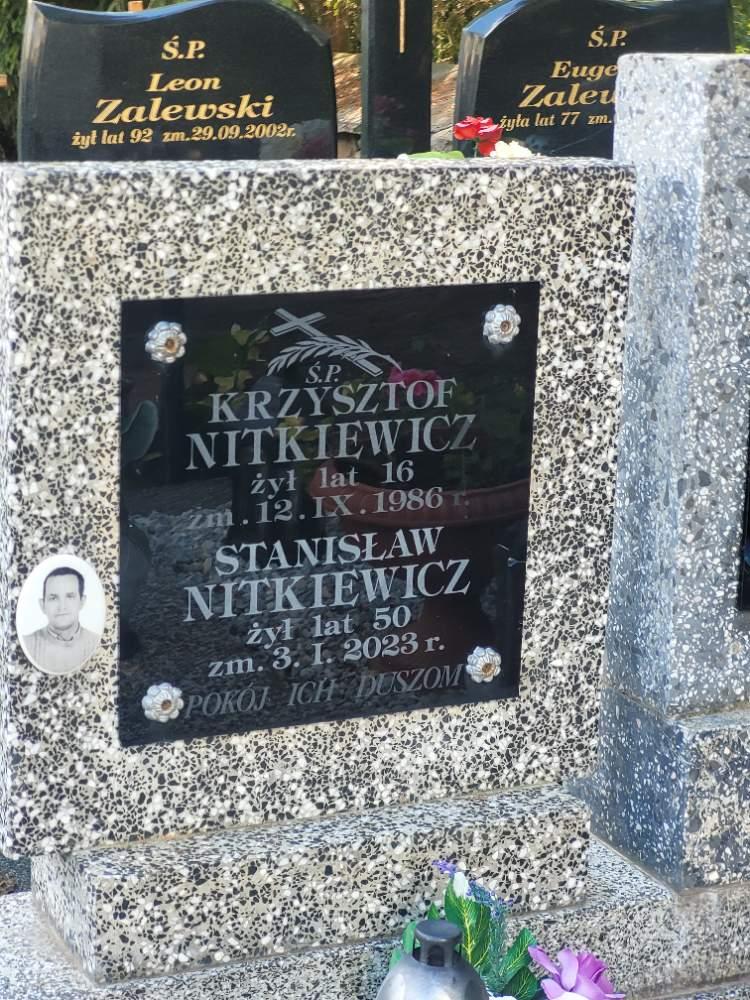 Ś.P.
Leon
Zalewski
żył lat 92 zm.29.09.2002r.
Ś.P.
żyła lat 77 zm.
Ś.P.
KRZYSZTOF
NITKIEWICZ
żył lat 16
zm.12.IX.1986 r.
STANISŁAW
NITKIEWICZ
żył lat 50
zm.3.I.2023 r.
POKÓJ ICH DUSZOM